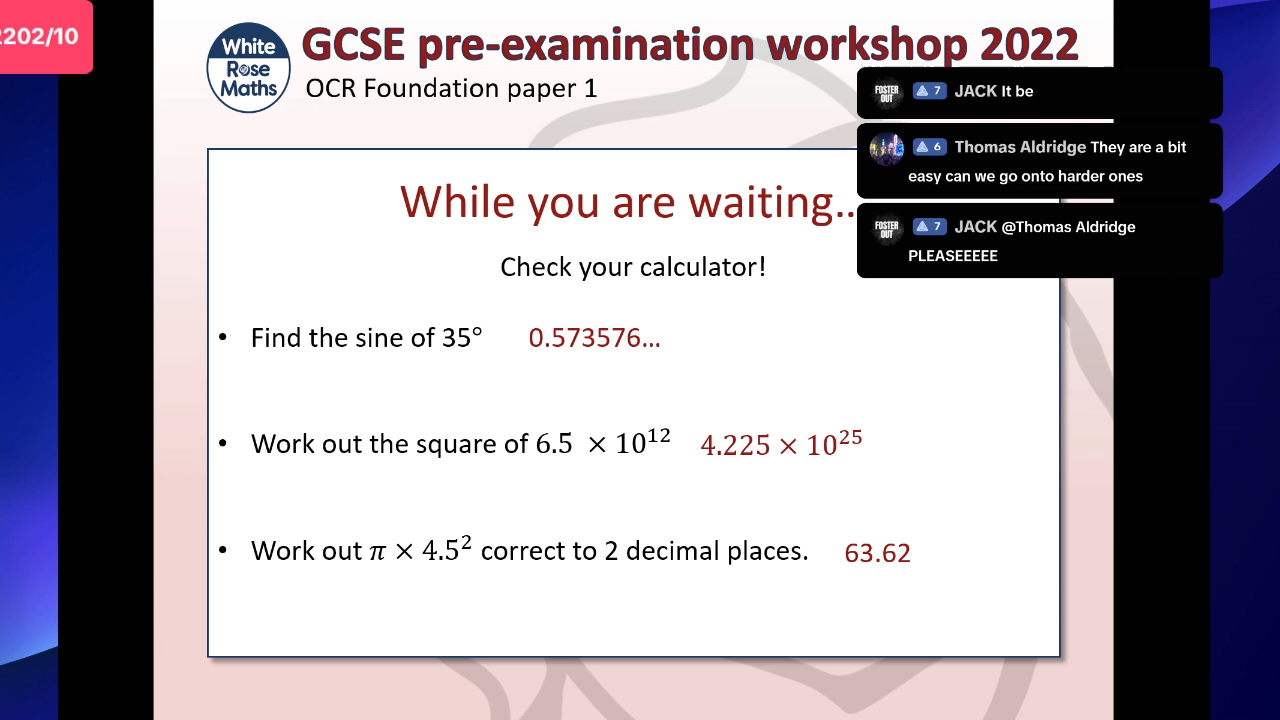 2202/10
White
Rose
Maths
GCSE pre-examination workshop 2022
OCR Foundation paper 1
FOSTER
OUT
7 JACK It be
6 Thomas Aldridge They are a bit
easy can we go onto harder ones
FOSTER
OUT
7 JACK @Thomas Aldridge
PLEASEEEEE
While you are waiting..
Check your calculator!
• Find the sine of 35° 0.573576...
• Work out the square of 6.5 × 10¹² 4.225 × 10²⁵
• Work out π × 4.5² correct to 2 decimal places. 63.62